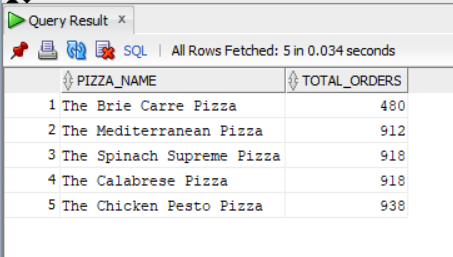 Query Result x
SQL | All Rows Fetched: 5 in 0.034 seconds
PIZZA_NAME TOTAL_ORDERS
1 The Brie Carre Pizza 480
2 The Mediterranean Pizza 912
3 The Spinach Supreme Pizza 918
4 The Calabrese Pizza 918
5 The Chicken Pesto Pizza 938